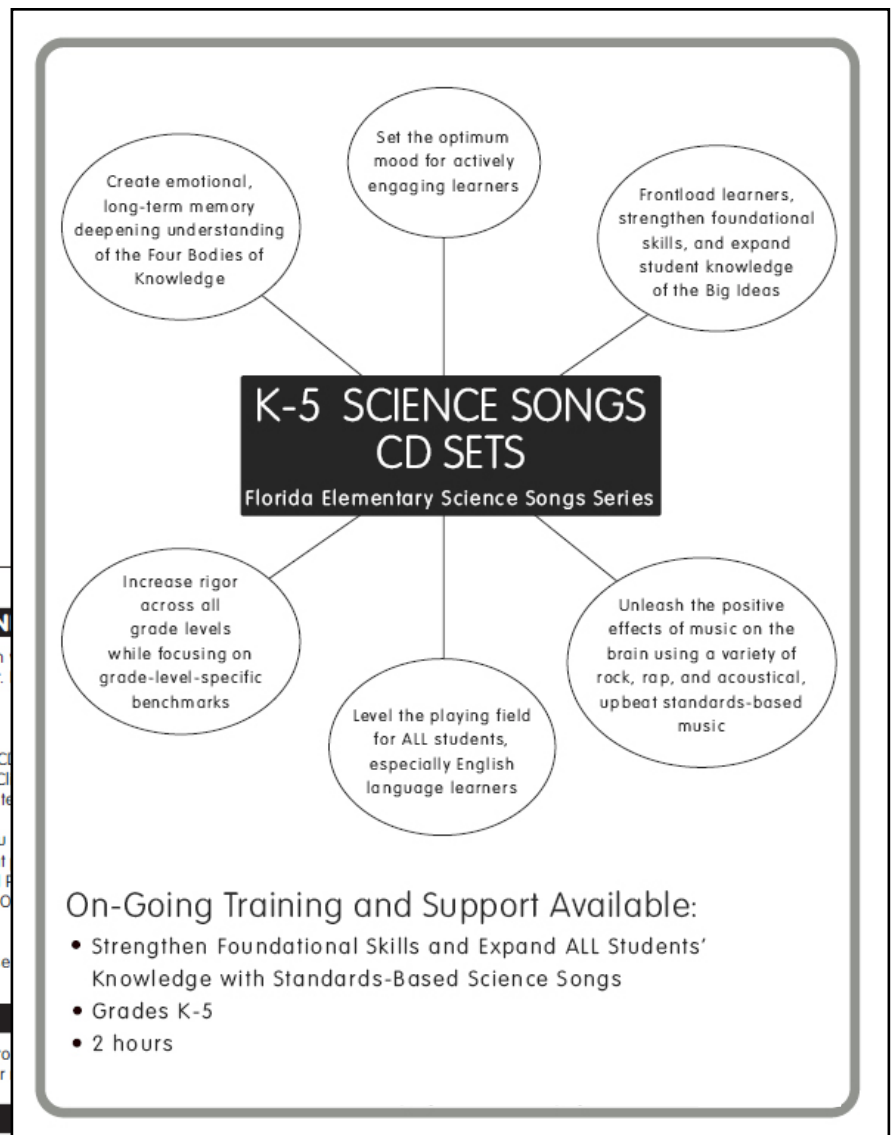 Set the optimum
mood for actively
engaging learners
Create emotional,
long-term memory
deepening understanding
of the Four Bodies of
Knowledge
Frontload learners,
strengthen foundational
skills, and expand
student knowledge
of the Big Ideas
K-5 SCIENCE SONGS
CD SETS
Florida Elementary Science Songs Series
Increase rigor
across all
grade levels
while focusing on
grade-level-specific
benchmarks
Level the playing field
for ALL students,
especially English
language learners
Unleash the positive
effects of music on the
brain using a variety of
rock, rap, and acoustical,
upbeat standards-based
music
On-Going Training and Support Available:
• Strengthen Foundational Skills and Expand ALL Students'
Knowledge with Standards-Based Science Songs
• Grades K-5
• 2 hours